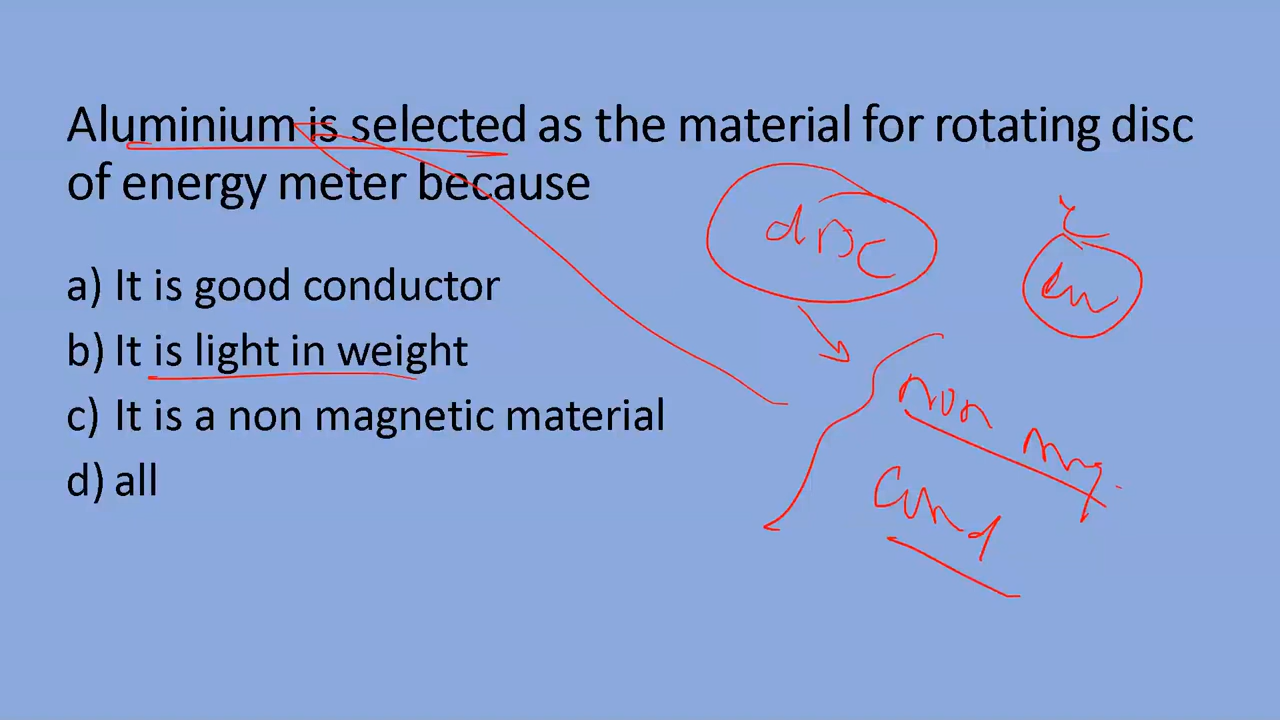 Aluminium is selected as the material for rotating disc
of energy meter because
a) It is good conductor
b) It is light in weight
c) It is a non magnetic material
d) all
disc
non mag.
cond